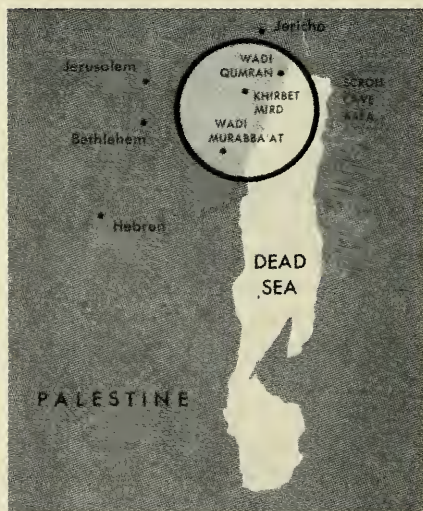 Jericho
WADI
QUMRAN
Jerusalem
SCROLL
CAVE
AREA
KHIRBET
MIRD
WADI
MURABBA'AT
Bethlehem
Hebron
DEAD
SEA
PALESTINE